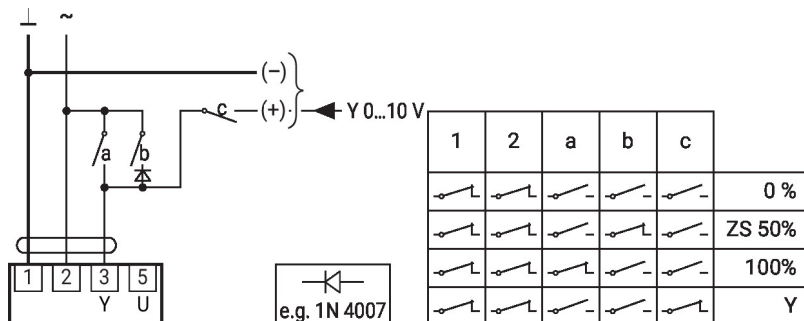 ⊥ ~
(–)
c (+) Y 0...10 V
a b
1 2 a b c
0 %
ZS 50%
100%
Y
1 2 3 5
Y U
e.g. 1N 4007